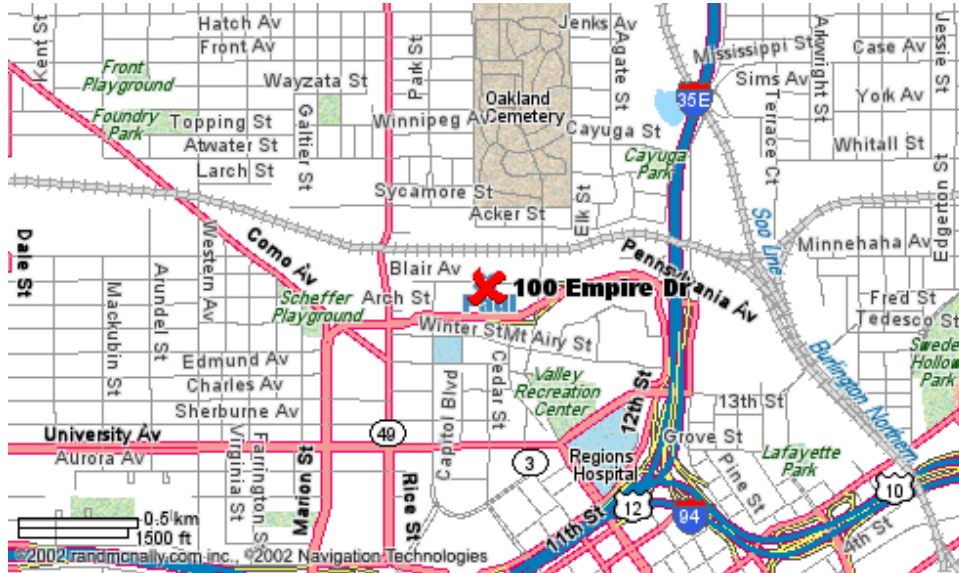 Hatch Av
Front Av
Kent St
Front
Playground
Wayzata St
Park St
Foundry
Park
Topping St
Galtier St
Winnipeg Av
Atwater St
Larch St
Sycamore St
Acker St
Jenks Av
Agate St
Oakland
Cemetery
Cayuga St
Cayuga
Park
Elk St
35E
Mississippi St
Sims Av
Terrace Ct
Arkwright St
Case Av
Jessie St
York Av
Whitall St
Edgerton St
Soo Line
Minnehaha Av
Dale St
Western Av
Como Av
Blair Av
Pennsylvania Av
100 Empire Dr
Arch St
Scheffer
Playground
Mackubin St
Arundel St
Winter St
Mt Airy St
Fred St
Tedesco St
Burlington Northern
Swede
Hollow
Park
Edmund Av
Charles Av
Sherburne Av
Capitol Blvd
Cedar St
Valley
Recreation
Center
12th St
13th St
University Av
49
Aurora Av
Virginia St
Farrington St
Marion St
Rice St
3
Regions
Hospital
Grove St
Pine St
Lafayette
Park
10
12
94
11th St
4th St
0.5 km
1500 ft
©2002 randmcnally.com inc., ©2002 Navigation Technologies